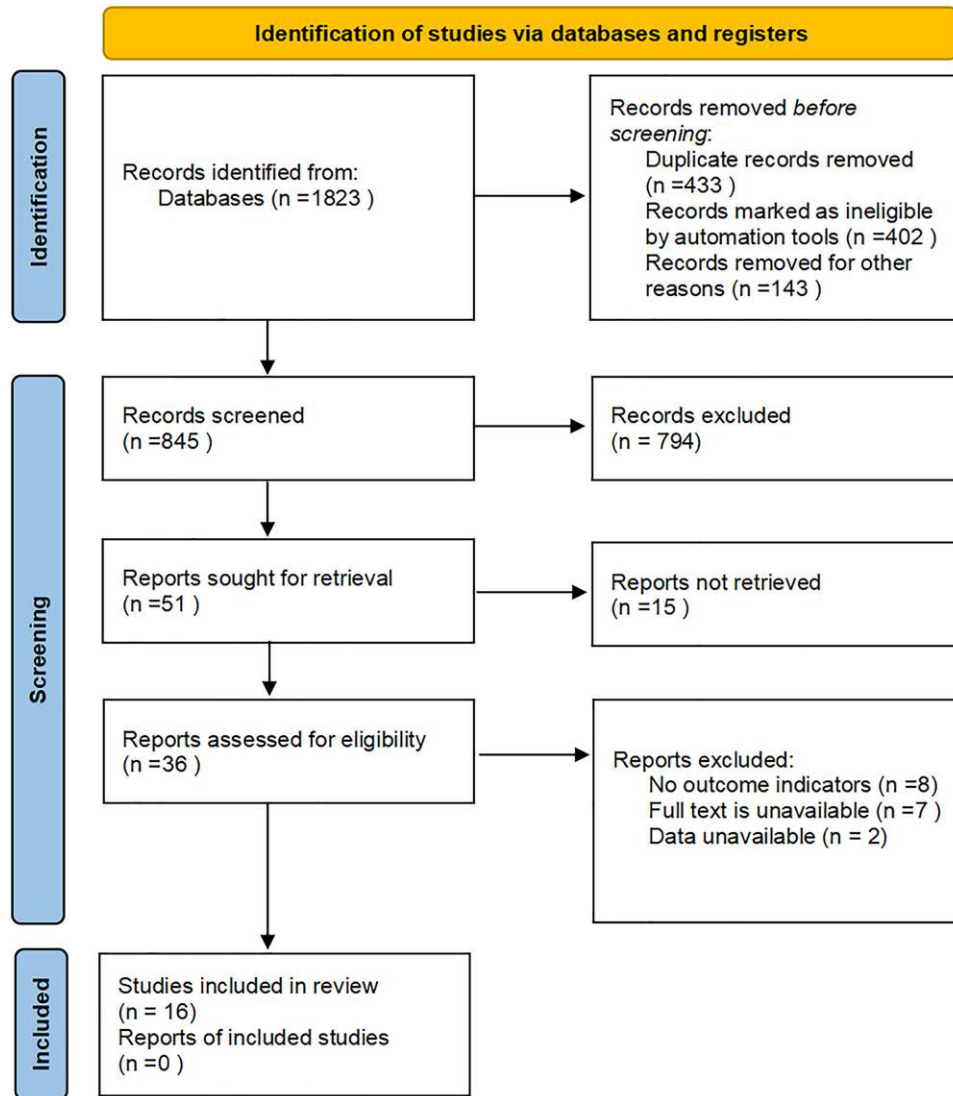 Identification of studies via databases and registers
Identification
Records identified from:
Databases (n =1823 )
Records removed before
screening:
Duplicate records removed
(n =433 )
Records marked as ineligible
by automation tools (n =402 )
Records removed for other
reasons (n =143 )
Screening
Records screened
(n =845 )
Records excluded
(n = 794)
Reports sought for retrieval
(n =51 )
Reports not retrieved
(n =15 )
Reports assessed for eligibility
(n =36 )
Reports excluded:
No outcome indicators (n =8)
Full text is unavailable (n =7 )
Data unavailable (n = 2)
Included
Studies included in review
(n = 16)
Reports of included studies
(n =0 )